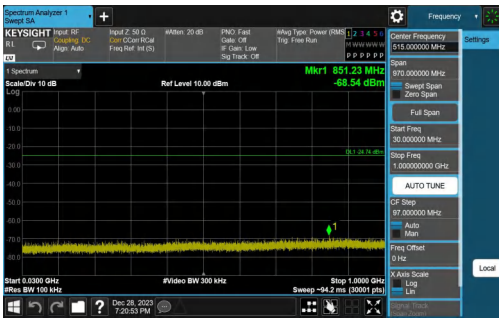 Spectrum Analyzer 1
Swept SA
Frequency
KEYSIGHT
RL
Input: RF
Coupling: DC
Align: Auto
Input Z: 50 Ω
Corr CCorr RCal
Freq Ref: Int (S)
#Atten: 20 dB
PNO: Fast
Gate: Off
IF Gain: Low
Sig Track: Off
#Avg Type: Power (RMS
Trig: Free Run
1 2 3 4 5 6
M W W W W W
P P P P P P
1 Spectrum
Scale/Div 10 dB
Ref Level 10.00 dBm
Mkr1 851.23 MHz
-68.54 dBm
Log
0.00
-10.0
-20.0
DL1 -24.74 dBm
-30.0
-40.0
-50.0
-60.0
1
-70.0
-80.0
Start 0.0300 GHz
#Res BW 100 kHz
#Video BW 300 kHz
Stop 1.0000 GHz
Sweep ~94.2 ms (30001 pts)
Dec 28, 2023
7:20:53 PM
Center Frequency
515.000000 MHz
Span
970.000000 MHz
Swept Span
Zero Span
Full Span
Start Freq
30.000000 MHz
Stop Freq
1.000000000 GHz
AUTO TUNE
CF Step
97.000000 MHz
Auto
Man
Freq Offset
0 Hz
X Axis Scale
Log
Lin
Signal Track
Settings
Local